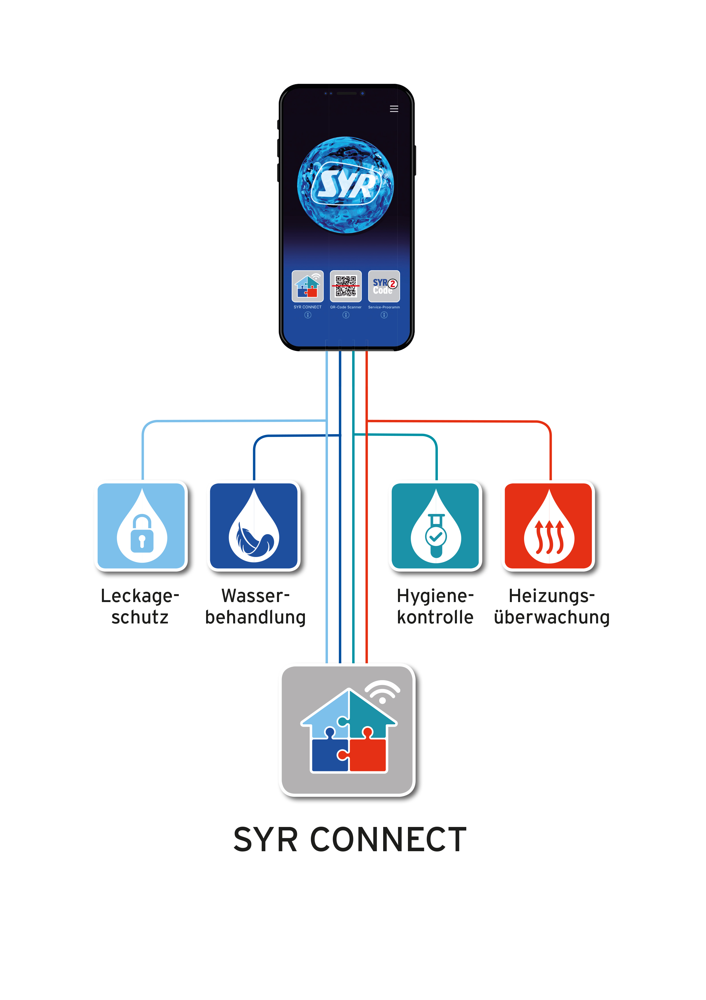 SYR®
SYR 2
Code
SYR CONNECT
QR-Code Scanner
Service-Programm
Leckage-
schutz
Wasser-
behandlung
Hygiene-
kontrolle
Heizungs-
überwachung
SYR CONNECT